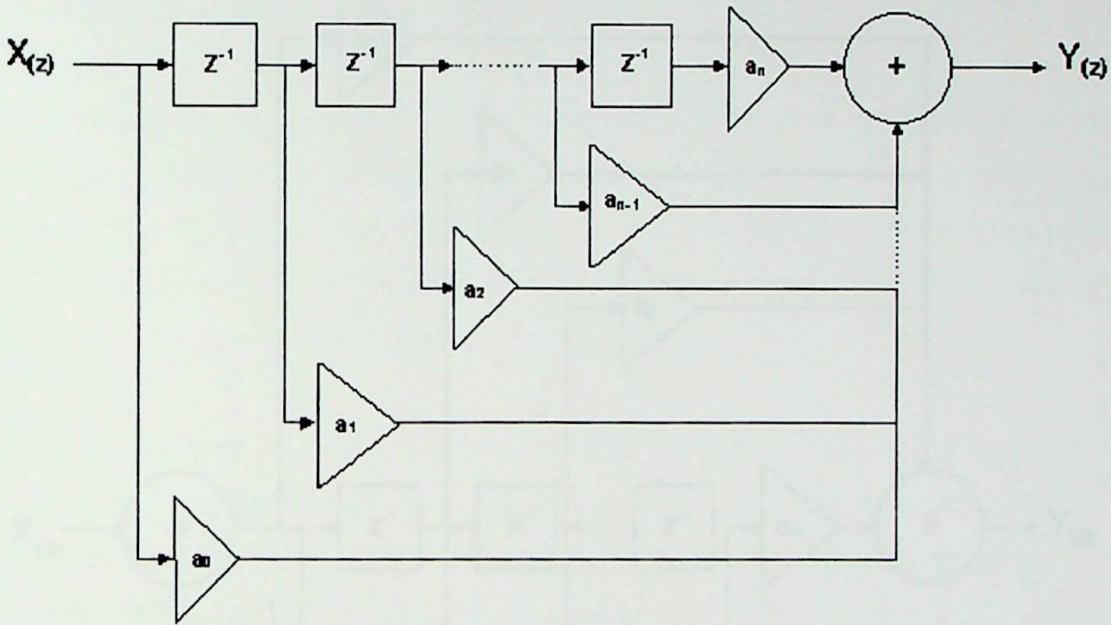 X(z) Z⁻¹ Z⁻¹ Z⁻¹ aₙ + Y(z)
aₙ₋₁
a₂
a₁
a₀